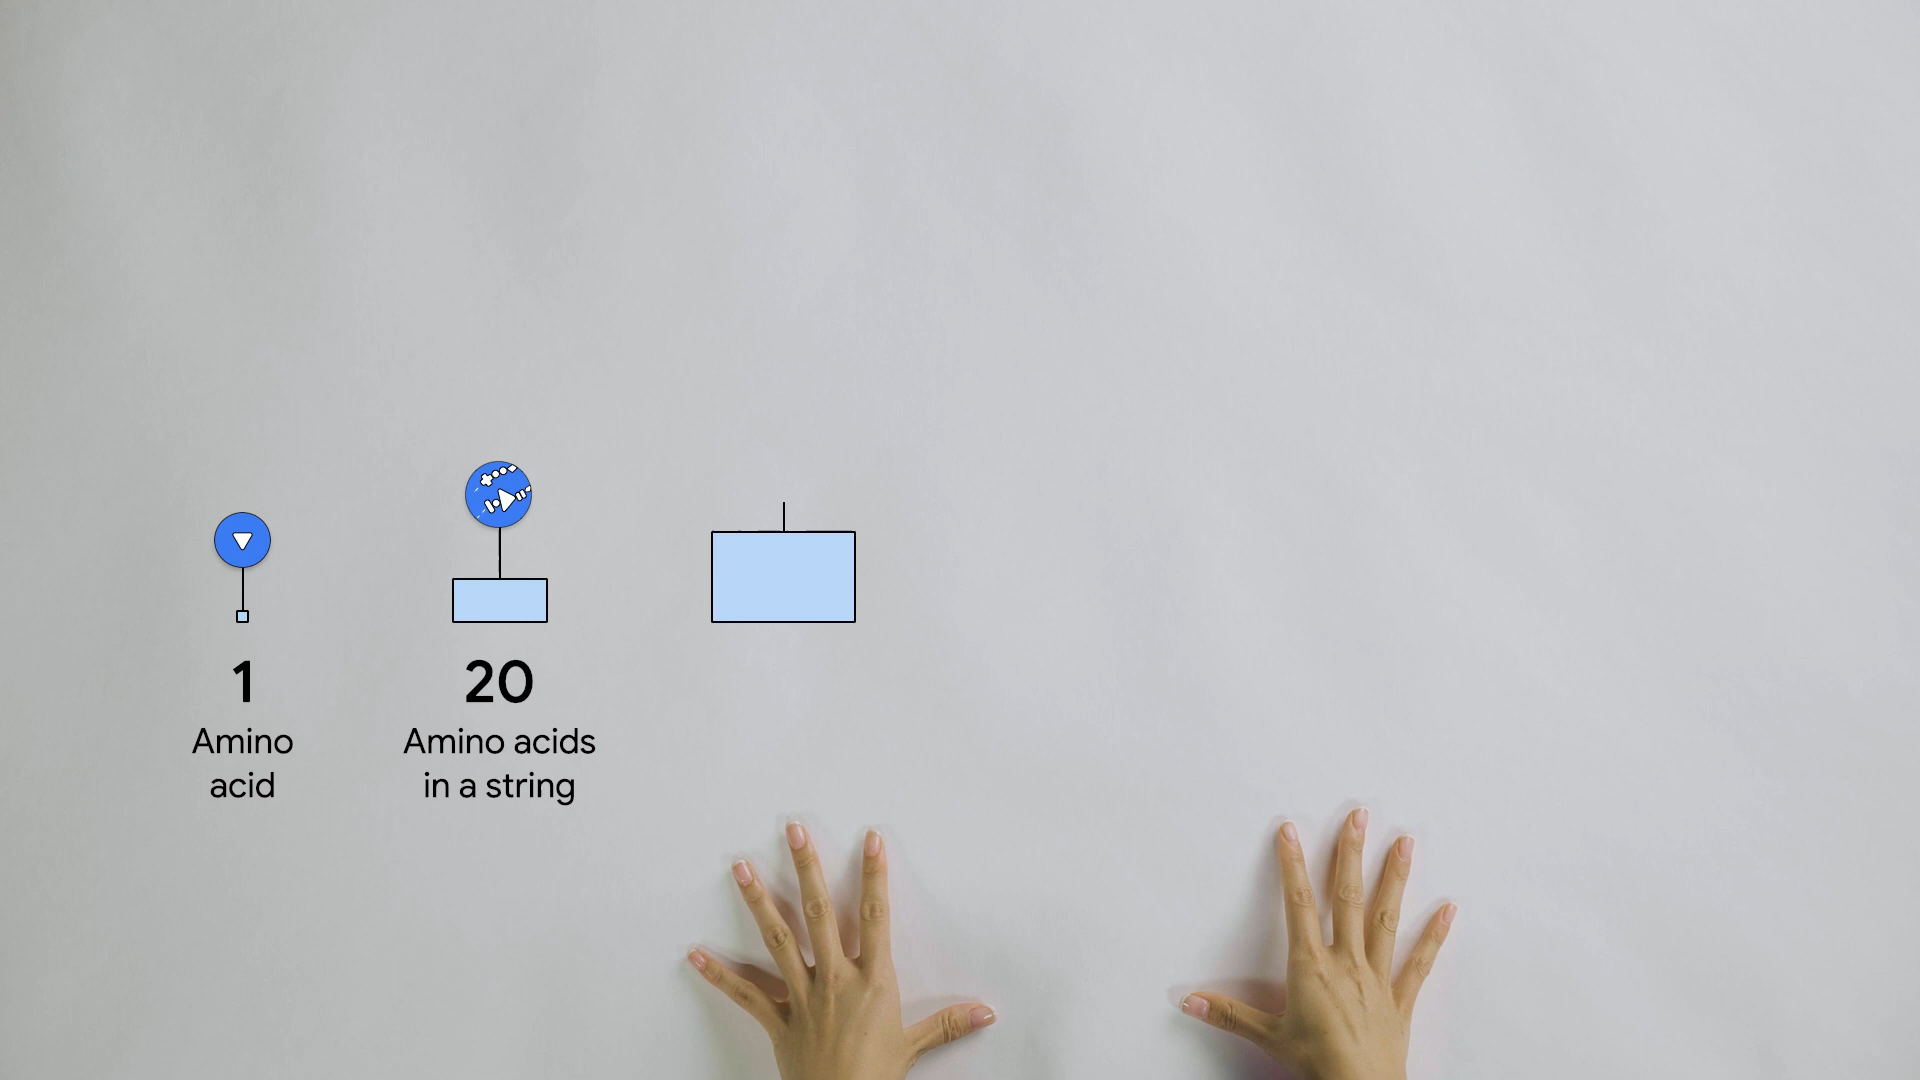 1
Amino
acid
20
Amino acids
in a string